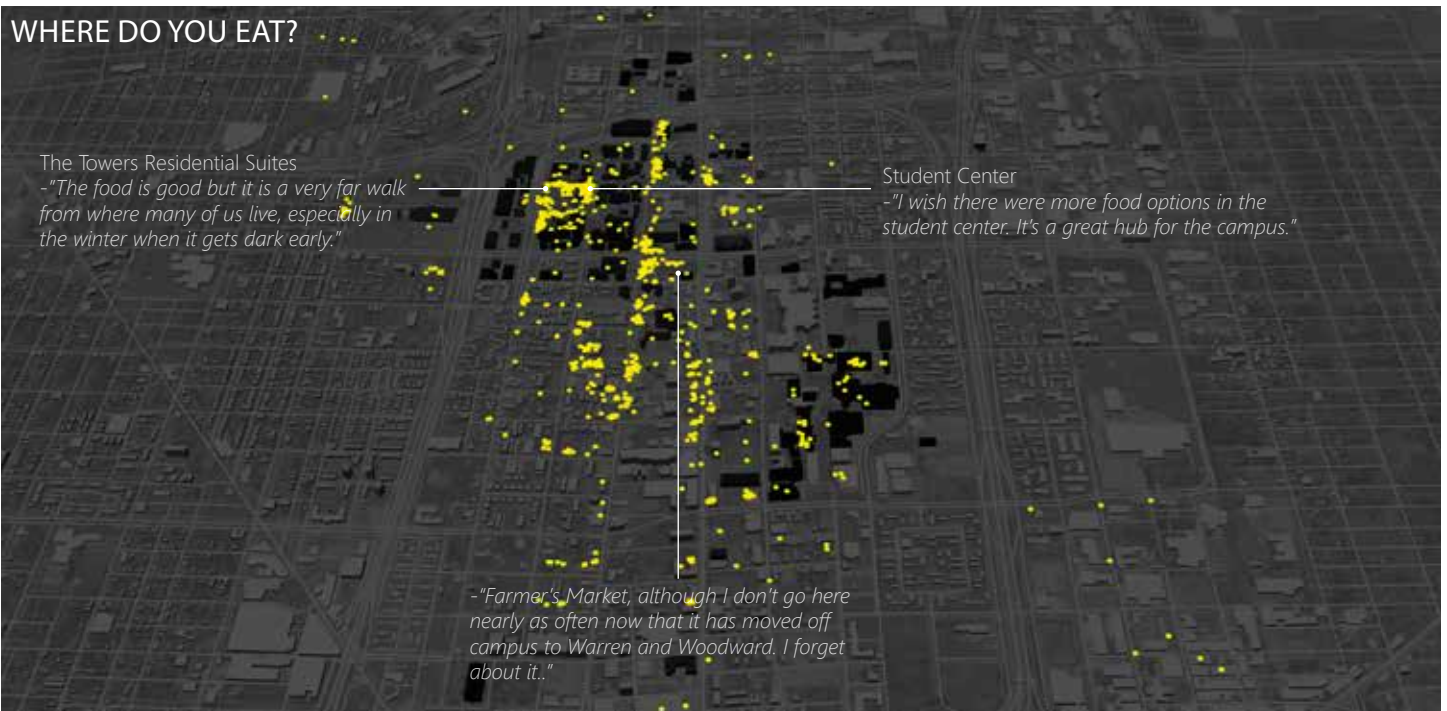 WHERE DO YOU EAT?
The Towers Residential Suites
-"The food is good but it is a very far walk
from where many of us live, especially in
the winter when it gets dark early."
Student Center
-"I wish there were more food options in the
student center. It's a great hub for the campus."
-"Farmer's Market, although I don't go here
nearly as often now that it has moved off
campus to Warren and Woodward. I forget
about it.."